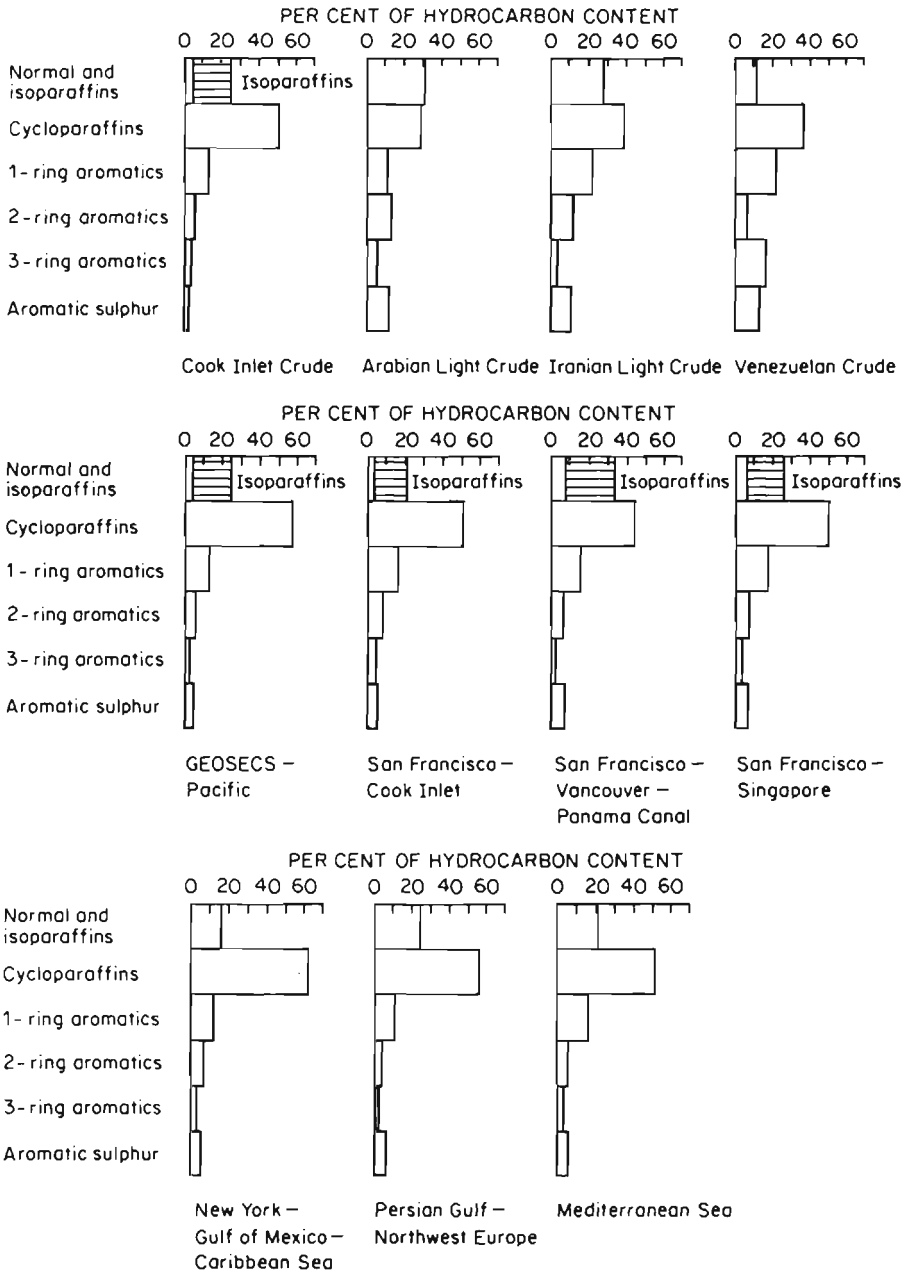 PER CENT OF HYDROCARBON CONTENT
0 20 40 60 0 20 40 60 0 20 40 60 0 20 40 60
Normal and
isoparaffins
Isoparaffins
Cycloparaffins
1-ring aromatics
2-ring aromatics
3-ring aromatics
Aromatic sulphur
Cook Inlet Crude Arabian Light Crude Iranian Light Crude Venezuelan Crude
PER CENT OF HYDROCARBON CONTENT
0 20 40 60 0 20 40 60 0 20 40 60 0 20 40 60
Normal and
isoparaffins
Isoparaffins Isoparaffins Isoparaffins Isoparaffins
Cycloparaffins
1-ring aromatics
2-ring aromatics
3-ring aromatics
Aromatic sulphur
GEOSECS –
Pacific
San Francisco –
Cook Inlet
San Francisco –
Vancouver –
Panama Canal
San Francisco –
Singapore
PER CENT OF HYDROCARBON CONTENT
0 20 40 60 0 20 40 60 0 20 40 60
Normal and
isoparaffins
Cycloparaffins
1-ring aromatics
2-ring aromatics
3-ring aromatics
Aromatic sulphur
New York –
Gulf of Mexico –
Caribbean Sea
Persian Gulf –
Northwest Europe
Mediterranean Sea